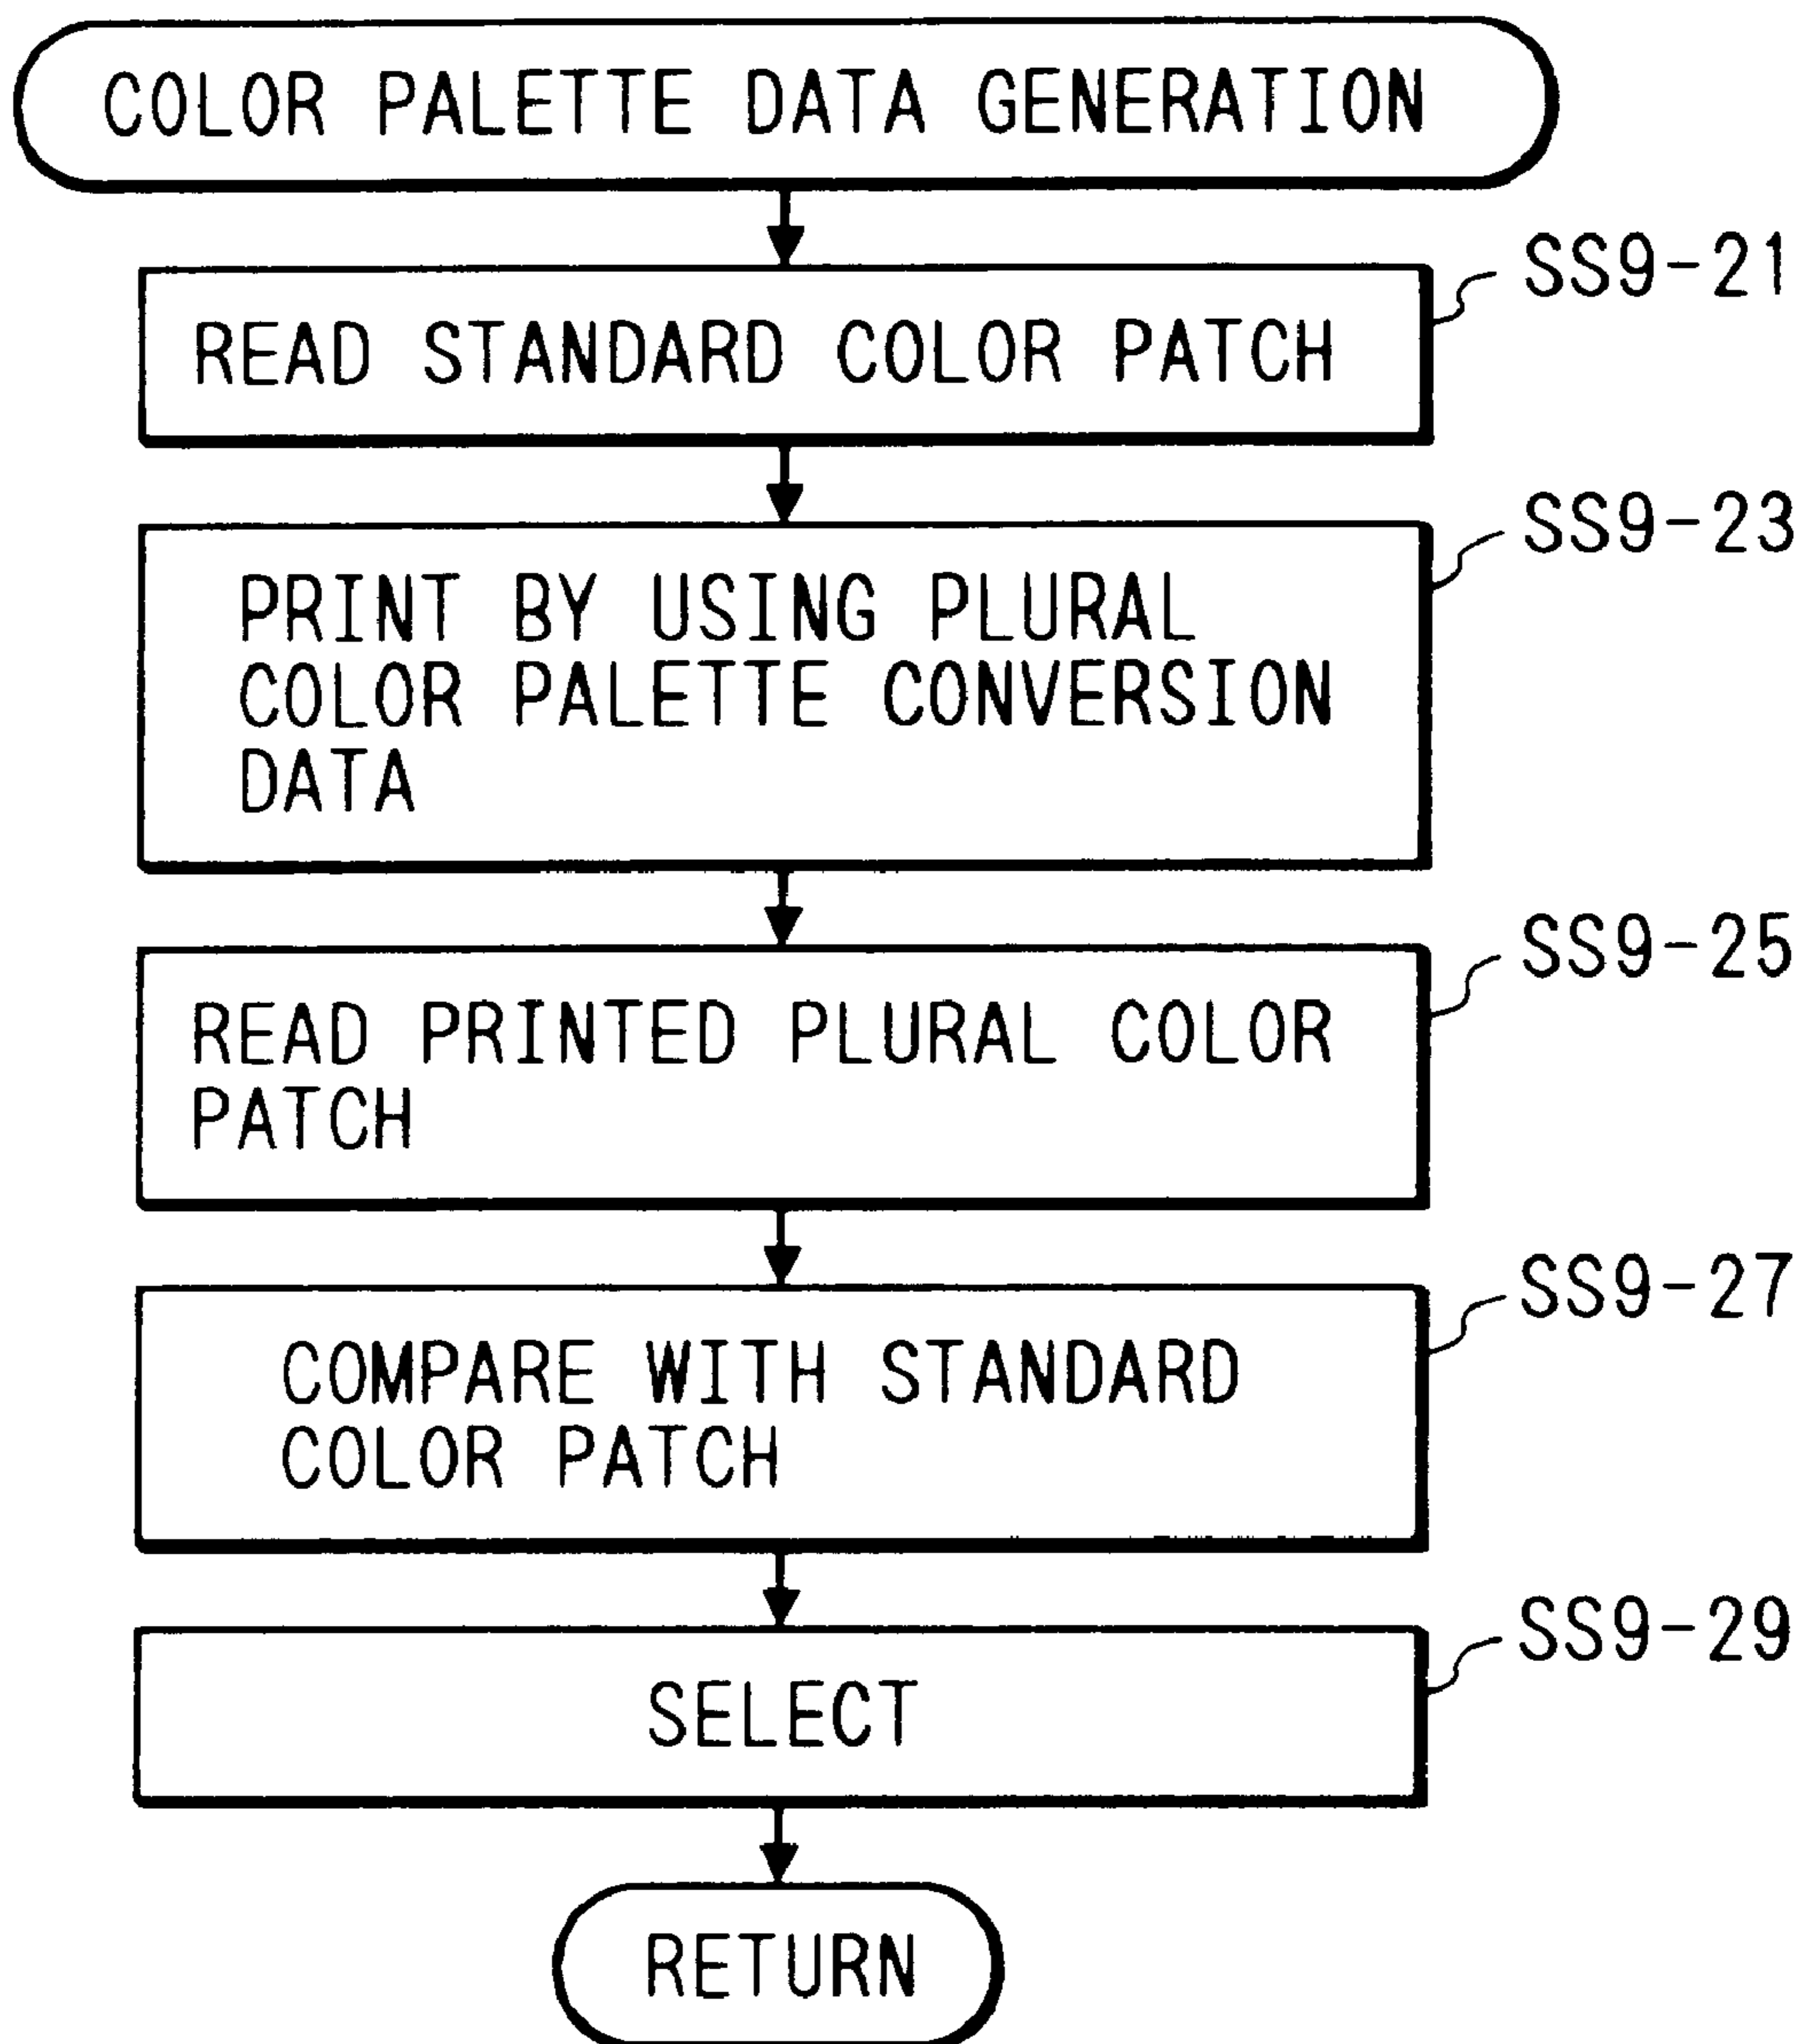 COLOR PALETTE DATA GENERATION
SS9-21
READ STANDARD COLOR PATCH
SS9-23
PRINT BY USING PLURAL
COLOR PALETTE CONVERSION
DATA
SS9-25
READ PRINTED PLURAL COLOR
PATCH
SS9-27
COMPARE WITH STANDARD
COLOR PATCH
SS9-29
SELECT
RETURN